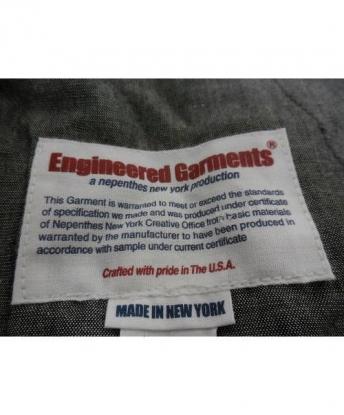 Engineered Garments®
a nepenthes new york production
This Garment is warranted to meet or exceed the standards
of specification we made and was produced under certificate
of Nepenthes New York Creative Office from basic materials
warranted by the manufacturer to have been produced in
accordance with sample under current certificate
Crafted with pride in The U.S.A.
MADE IN NEW YORK